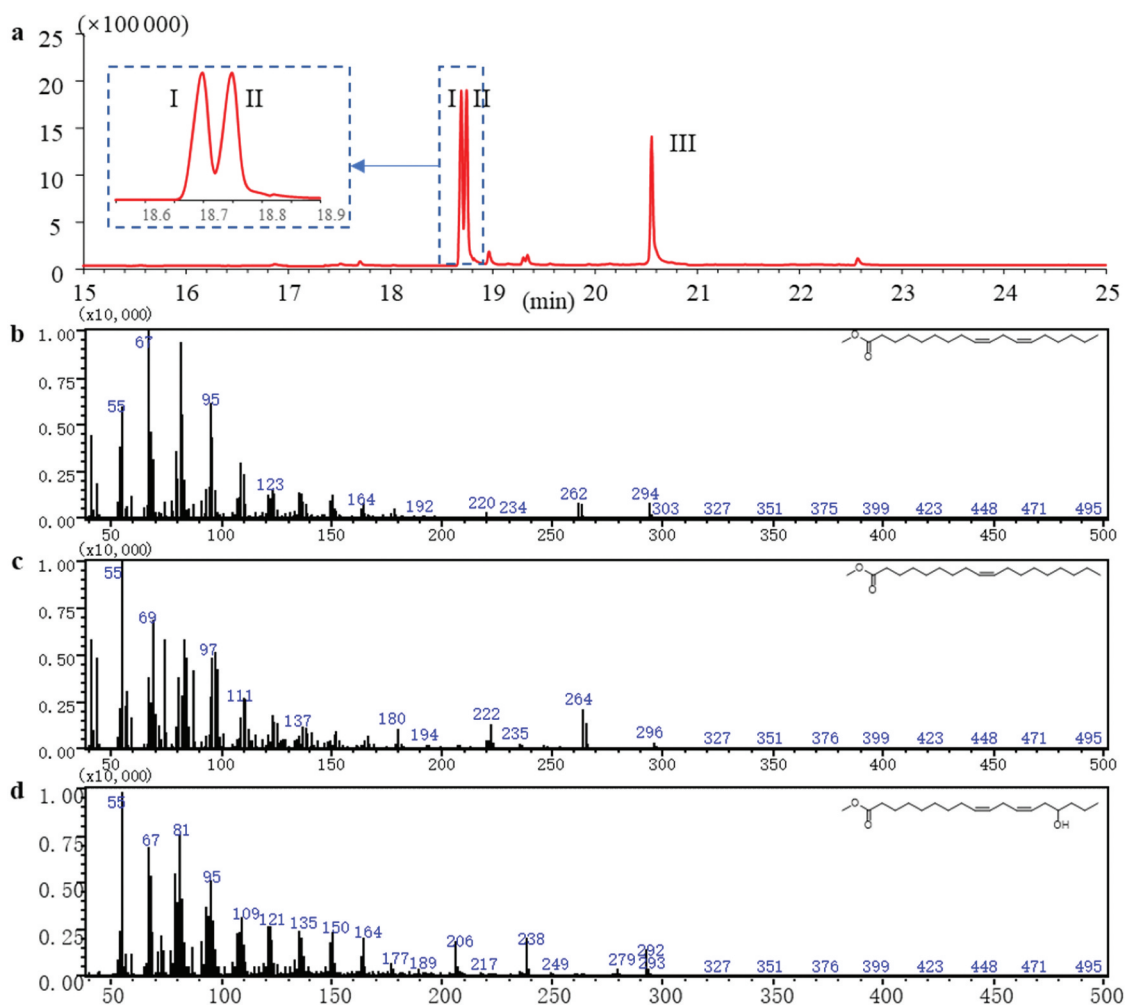 a
(×100 000)
25
20
15
10
5
0
I II
18.6 18.7 18.8 18.9
I II
III
15 16 17 18 19 20 21 22 23 24 25
(min)
b
(x10,000)
1.00
0.75
0.50
0.25
0.00
55 67 95 123 164 192 220 234 262 294 303 327 351 375 399 423 448 471 495
O
O
50 100 150 200 250 300 350 400 450 500
c
(x10,000)
1.00
0.75
0.50
0.25
0.00
55 69 97 111 137 180 194 222 235 264 296 327 351 376 399 423 448 471 495
O
O
50 100 150 200 250 300 350 400 450 500
d
(x10,000)
1.00
0.75
0.50
0.25
0.00
55 67 81 95 109 121 135 150 164 177 189 206 217 238 249 279 292 293 327 351 376 399 423 448 471 495
O
O
OH
50 100 150 200 250 300 350 400 450 500